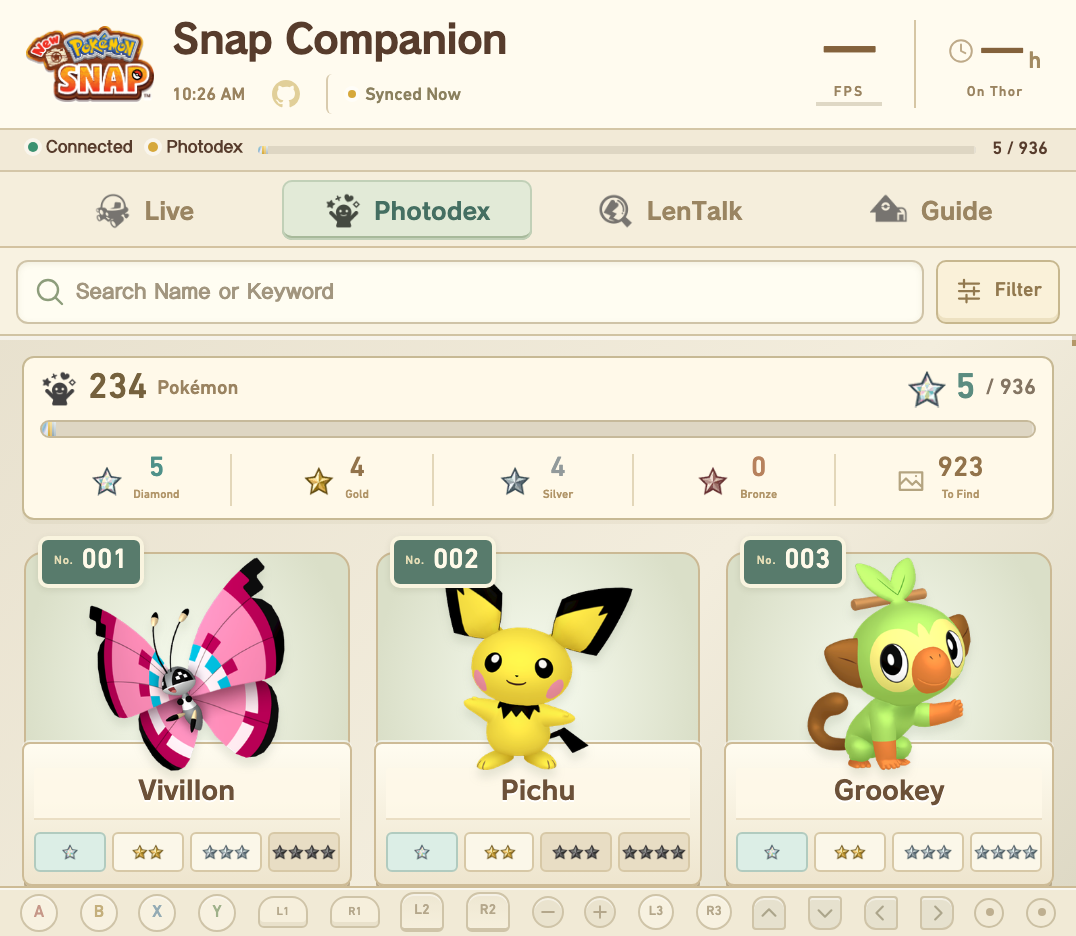 New Pokémon SNAP
Snap Companion
10:26 AM
Synced Now
FPS
h
On Thor
Connected
Photodex
5 / 936
Live
Photodex
LenTalk
Guide
Search Name or Keyword
Filter
234 Pokémon
5 / 936
5
Diamond
4
Gold
4
Silver
0
Bronze
923
To Find
No. 001
No. 002
No. 003
Vivillon
Pichu
Grookey
A B X Y L1 R1 L2 R2 L3 R3